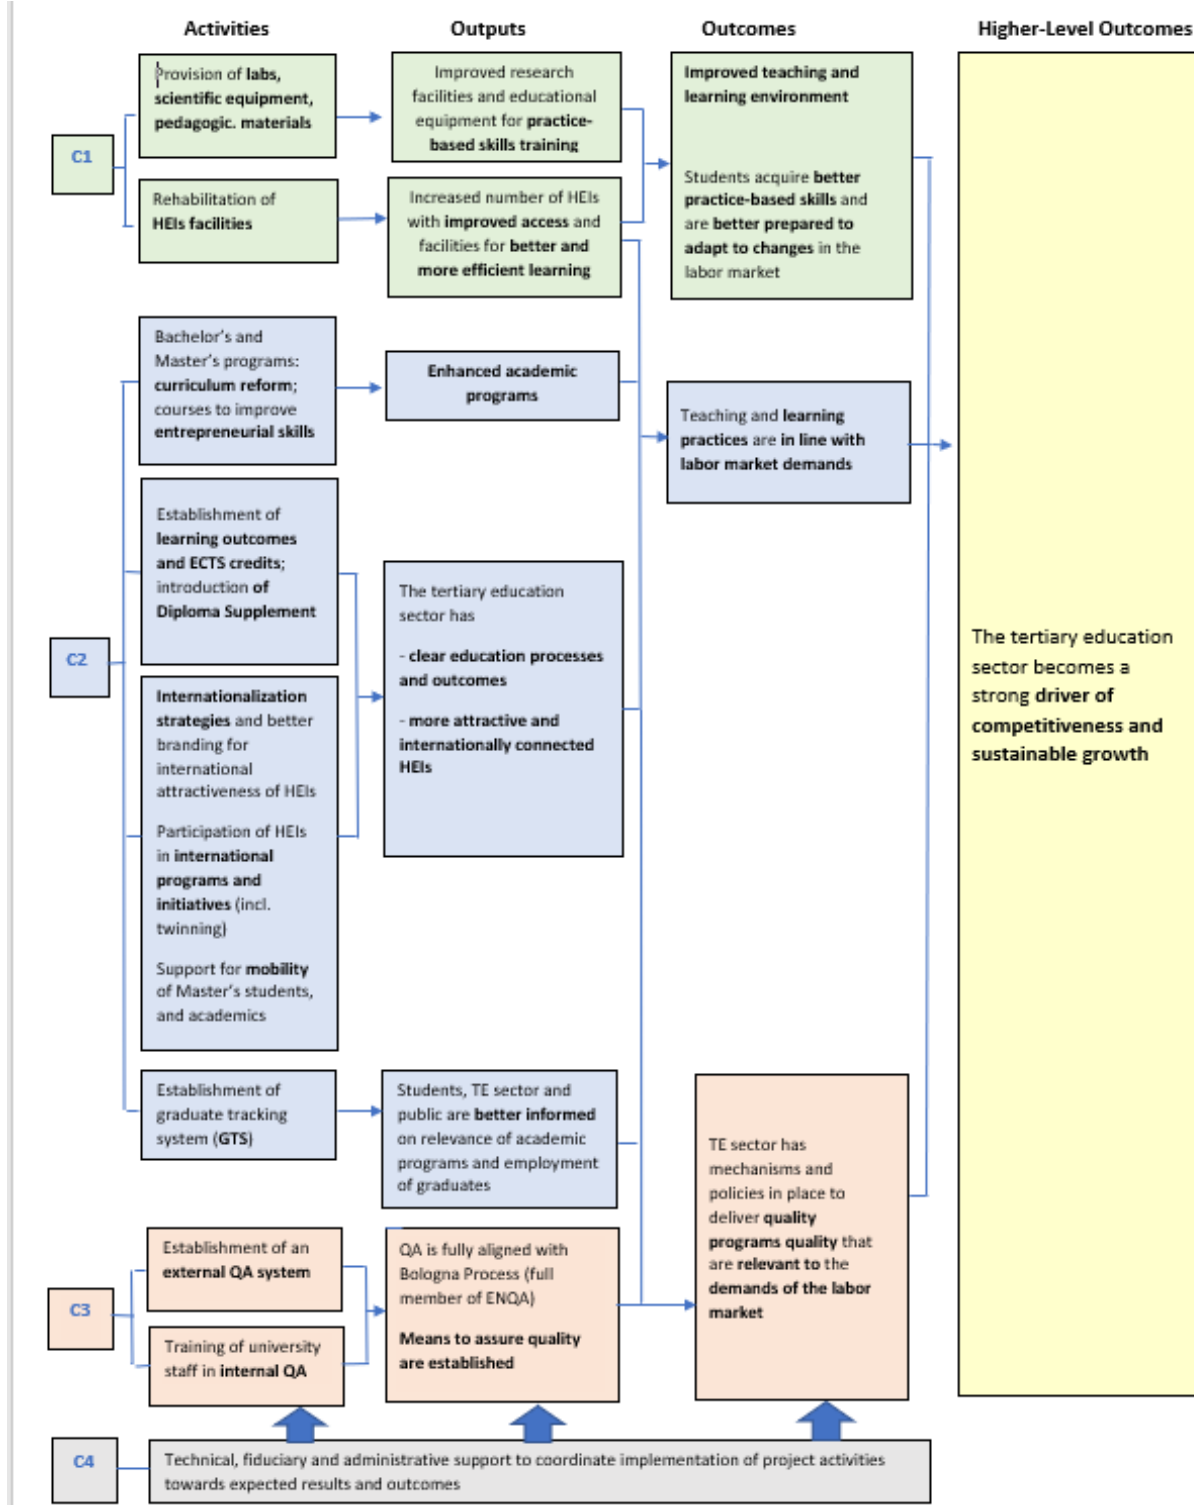 Activities
Outputs
Outcomes
Higher-Level Outcomes
C1
Provision of labs,
scientific equipment,
pedagogic. materials
Rehabilitation of
HEIs facilities
Improved research
facilities and educational
equipment for practice-
based skills training
Increased number of HEIs
with improved access and
facilities for better and
more efficient learning
Improved teaching and
learning environment
Students acquire better
practice-based skills and
are better prepared to
adapt to changes in the
labor market
C2
Bachelor's and
Master's programs:
curriculum reform;
courses to improve
entrepreneurial skills
Establishment of
learning outcomes
and ECTS credits;
introduction of
Diploma Supplement
Internationalization
strategies and better
branding for
international
attractiveness of HEIs
Participation of HEIs
in international
programs and
initiatives (incl.
twinning)
Support for mobility
of Master's students,
and academics
Establishment of
graduate tracking
system (GTS)
Enhanced academic
programs
The tertiary education
sector has
- clear education processes
and outcomes
- more attractive and
internationally connected
HEIs
Students, TE sector and
public are better informed
on relevance of academic
programs and employment
of graduates
Teaching and learning
practices are in line with
labor market demands
C3
Establishment of an
external QA system
Training of university
staff in internal QA
QA is fully aligned with
Bologna Process (full
member of ENQA)
Means to assure quality
are established
TE sector has
mechanisms and
policies in place to
deliver quality
programs quality that
are relevant to the
demands of the labor
market
The tertiary education
sector becomes a
strong driver of
competitiveness and
sustainable growth
C4
Technical, fiduciary and administrative support to coordinate implementation of project activities
towards expected results and outcomes